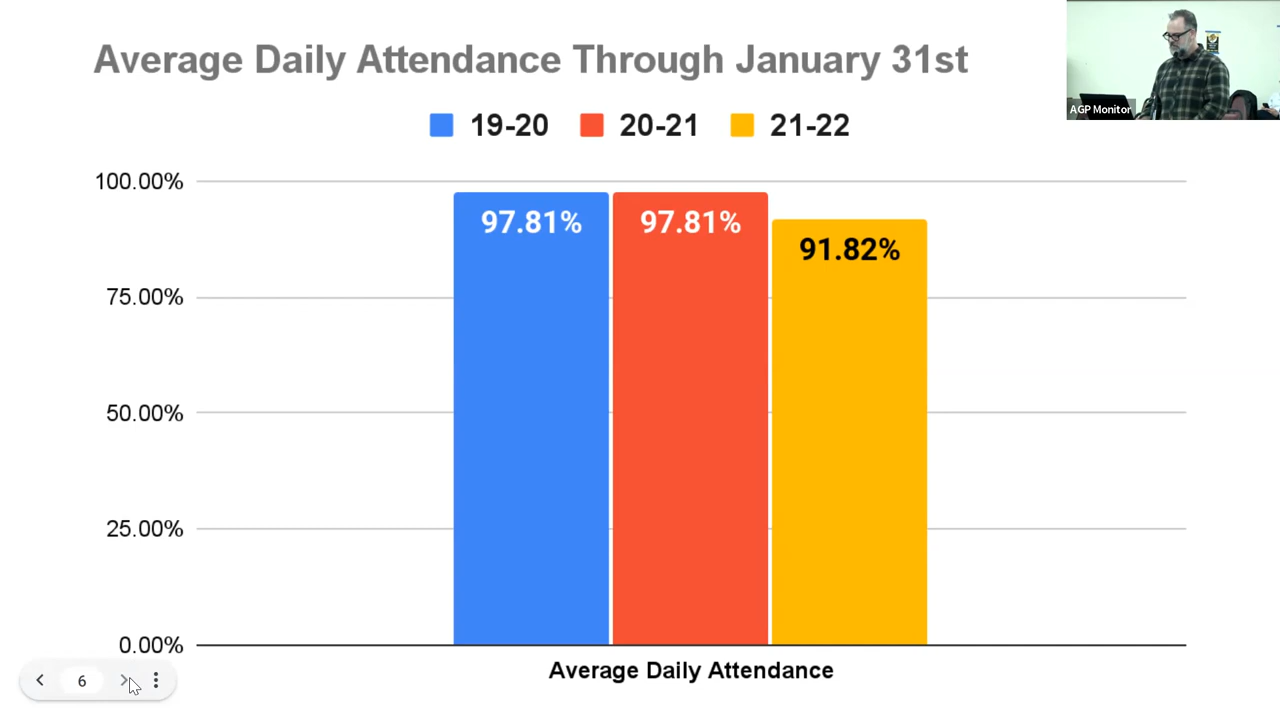 Average Daily Attendance Through January 31st
AGP Monitor
19-20 20-21 21-22
100.00%
75.00%
50.00%
25.00%
0.00%
97.81% 97.81% 91.82%
Average Daily Attendance
6